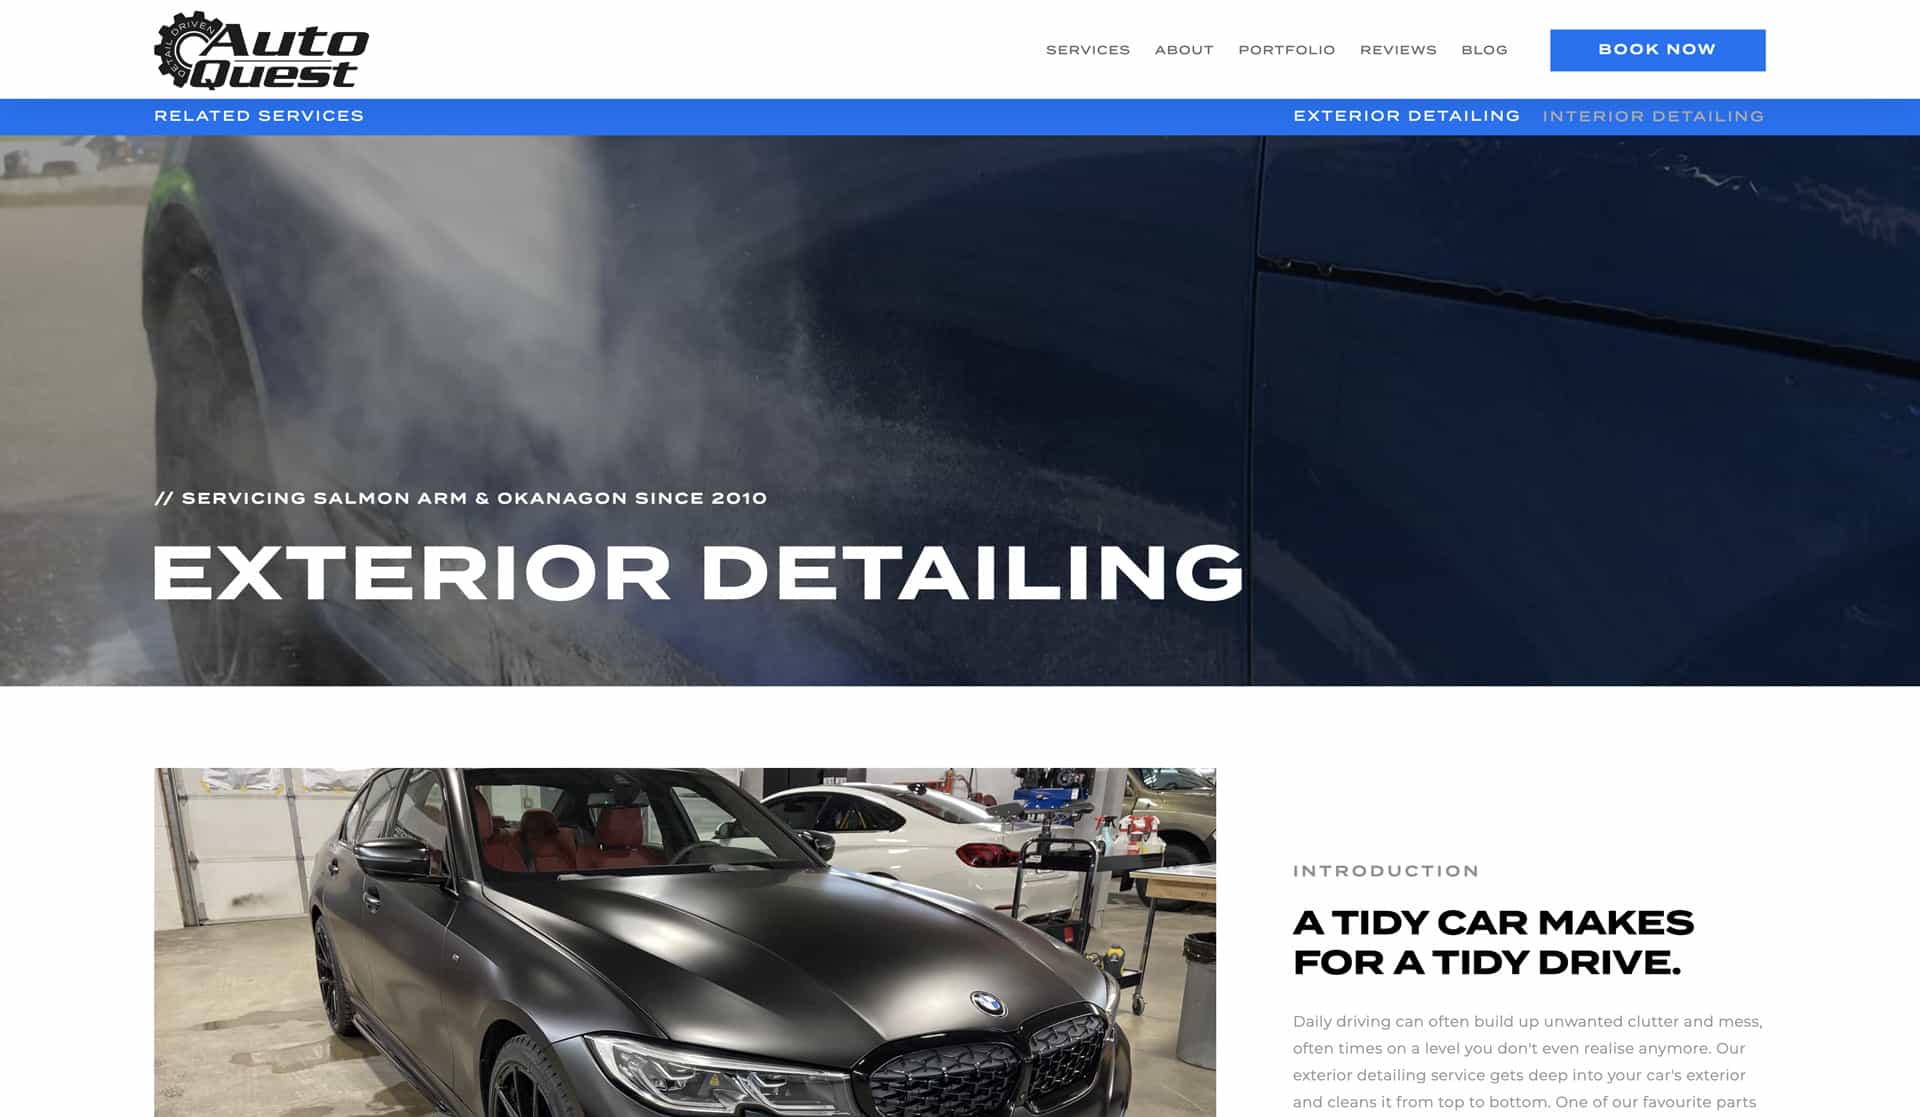 DETAIL DRIVEN
Auto
Quest
SERVICES ABOUT PORTFOLIO REVIEWS BLOG BOOK NOW
RELATED SERVICES EXTERIOR DETAILING INTERIOR DETAILING
// SERVICING SALMON ARM & OKANAGON SINCE 2010
EXTERIOR DETAILING
INTRODUCTION
A TIDY CAR MAKES
FOR A TIDY DRIVE.
Daily driving can often build up unwanted clutter and mess,
often times on a level you don't even realise anymore. Our
exterior detailing service gets deep into your car's exterior
and cleans it from top to bottom. One of our favourite parts